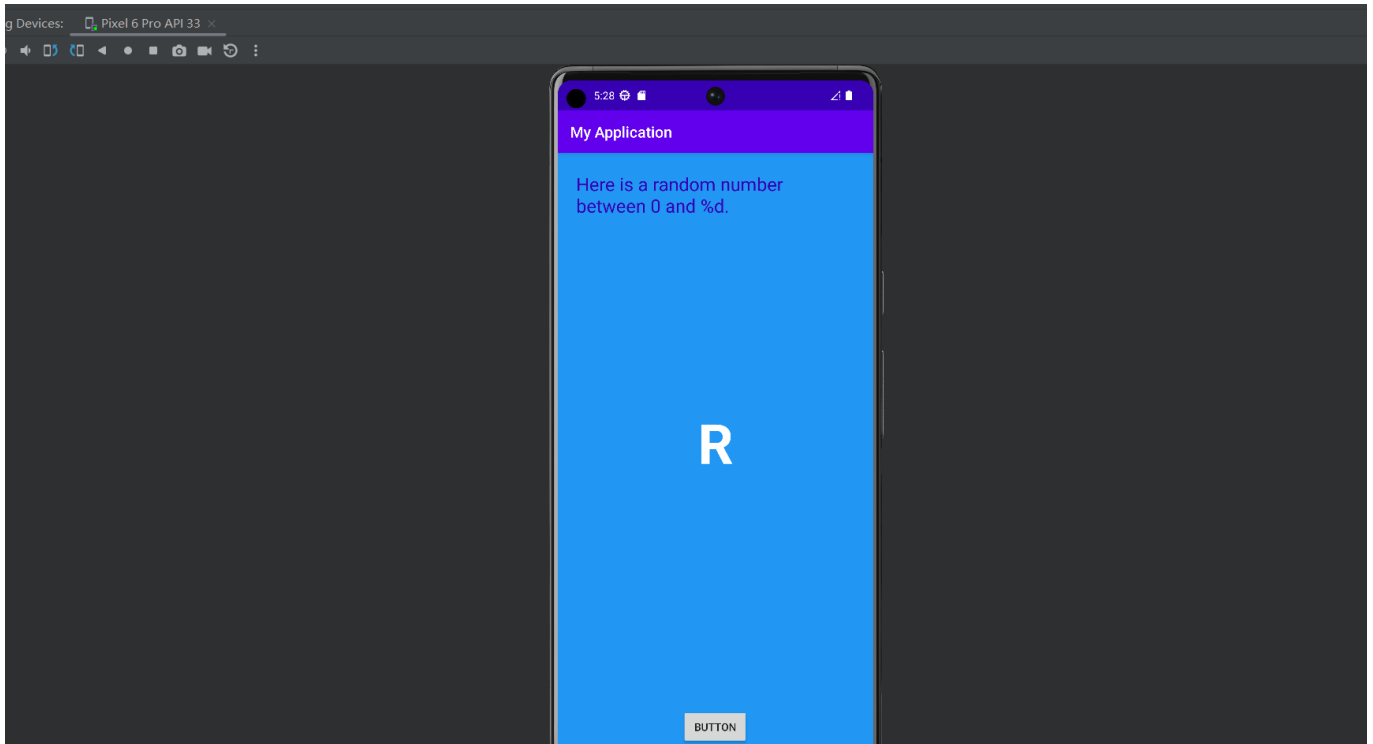 g Devices:
Pixel 6 Pro API 33
5:28
My Application
Here is a random number
between 0 and %d.
R
BUTTON